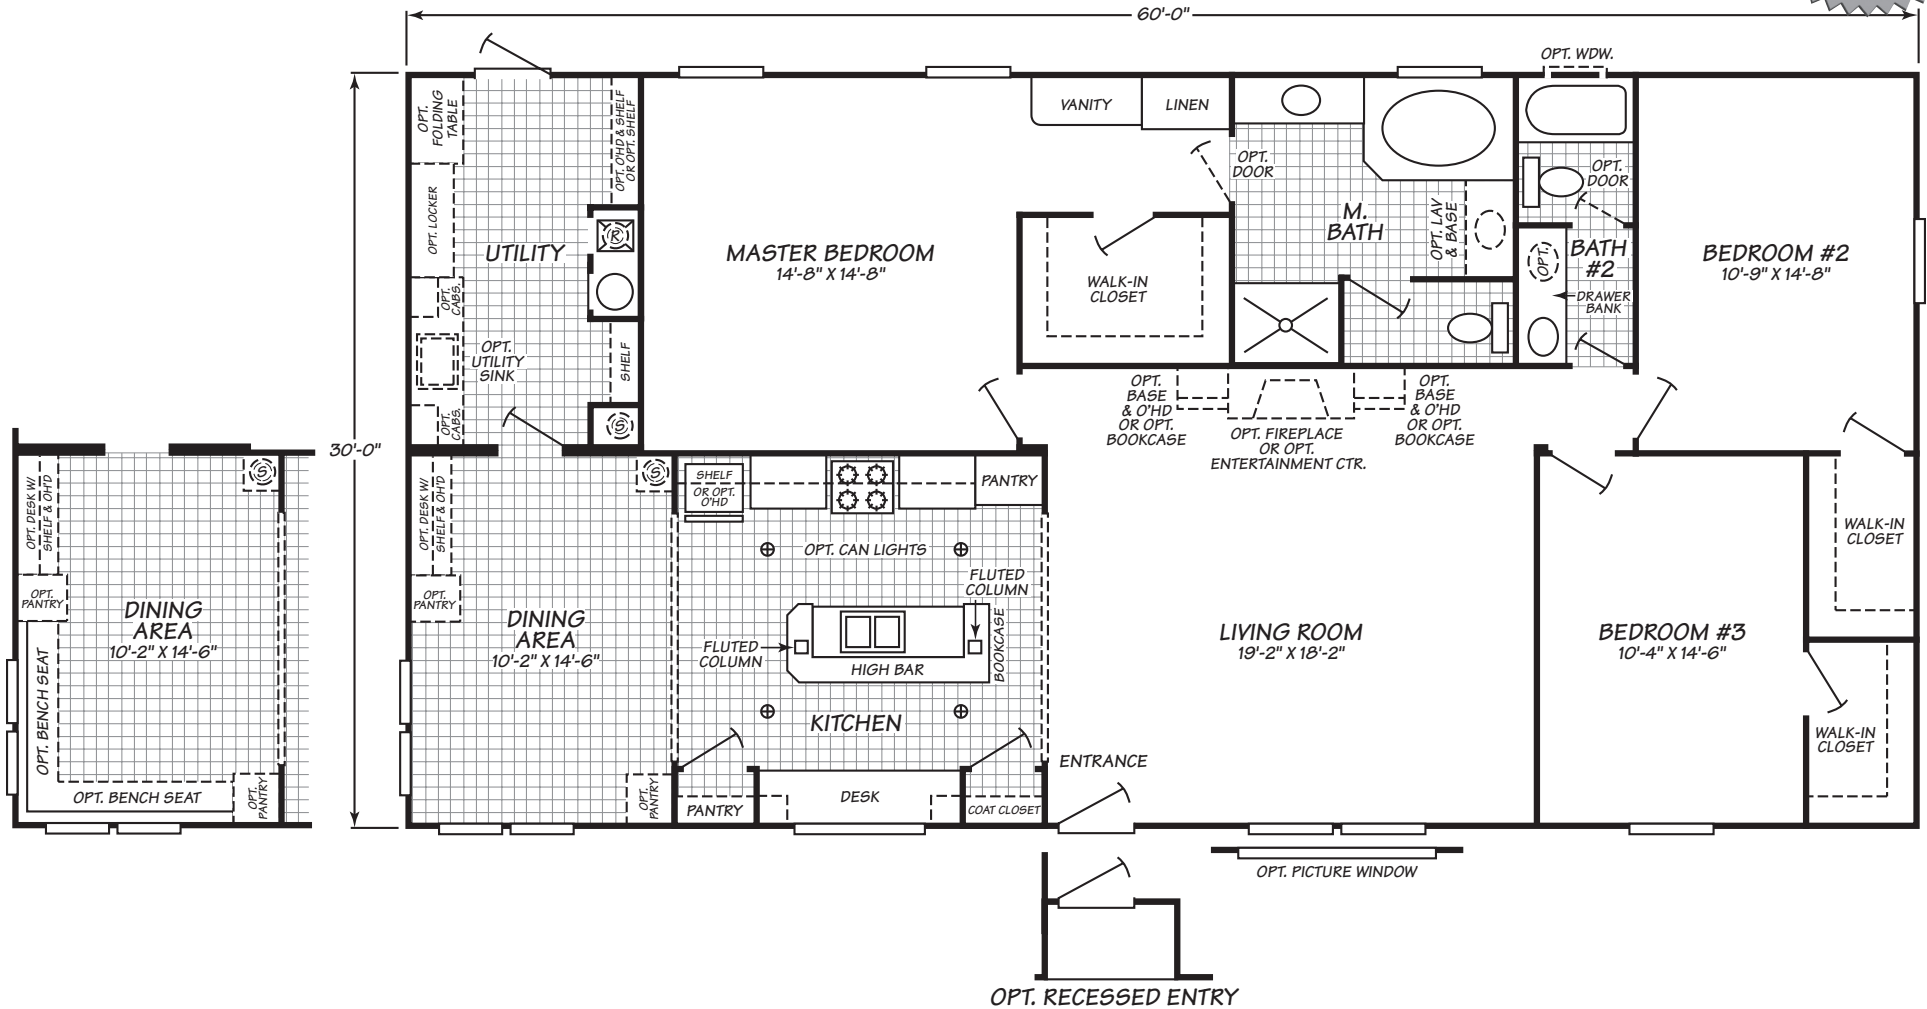 60'-0"
OPT. WDW.
OPT.
FOLDING
TABLE
OPT. O'HD & SHELF
OR OPT. SHELF
VANITY
LINEN
OPT.
DOOR
OPT.
DOOR
OPT. LOCKER
UTILITY
R
MASTER BEDROOM
14'-8" X 14'-8"
WALK-IN
CLOSET
M.
BATH
OPT. LAV
& BASE
OPT.
BATH
#2
DRAWER
BANK
BEDROOM #2
10'-9" X 14'-8"
OPT.
CABS.
OPT.
UTILITY
SINK
SHELF
OPT.
CABS.
S
OPT.
BASE
& O'HD
OR OPT.
BOOKCASE
OPT. FIREPLACE
OR OPT.
ENTERTAINMENT CTR.
OPT.
BASE
& O'HD
OR OPT.
BOOKCASE
30'-0"
OPT. DESK W/
SHELF & OH'D
S
OPT.
PANTRY
DINING
AREA
10'-2" X 14'-6"
OPT. BENCH SEAT
OPT. BENCH SEAT
OPT.
PANTRY
OPT. DESK W/
SHELF & OH'D
S
OPT.
PANTRY
DINING
AREA
10'-2" X 14'-6"
OPT.
PANTRY
SHELF
OR OPT.
O'HD
PANTRY
OPT. CAN LIGHTS
FLUTED
COLUMN
FLUTED
COLUMN
HIGH BAR
BOOKCASE
KITCHEN
PANTRY
DESK
COAT CLOSET
ENTRANCE
LIVING ROOM
19'-2" X 18'-2"
BEDROOM #3
10'-4" X 14'-6"
WALK-IN
CLOSET
WALK-IN
CLOSET
OPT. PICTURE WINDOW
OPT. RECESSED ENTRY